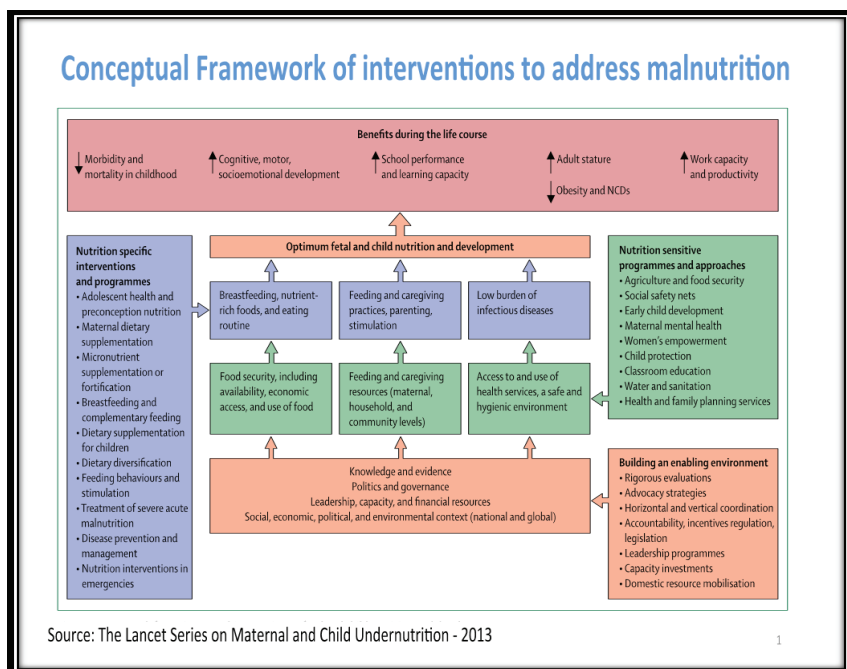 Conceptual Framework of interventions to address malnutrition
Benefits during the life course
Morbidity and
mortality in childhood
Cognitive, motor,
socioemotional development
School performance
and learning capacity
Adult stature
Obesity and NCDs
Work capacity
and productivity
Optimum fetal and child nutrition and development
Nutrition specific
interventions
and programmes
• Adolescent health and
preconception nutrition
• Maternal dietary
supplementation
• Micronutrient
supplementation or
fortification
• Breastfeeding and
complementary feeding
• Dietary supplementation
for children
• Dietary diversification
• Feeding behaviours and
stimulation
• Treatment of severe acute
malnutrition
• Disease prevention and
management
• Nutrition interventions in
emergencies
Breastfeeding, nutrient-
rich foods, and eating
routine
Feeding and caregiving
practices, parenting,
stimulation
Low burden of
infectious diseases
Food security, including
availability, economic
access, and use of food
Feeding and caregiving
resources (maternal,
household, and
community levels)
Access to and use of
health services, a safe and
hygienic environment
Knowledge and evidence
Politics and governance
Leadership, capacity, and financial resources
Social, economic, political, and environmental context (national and global)
Nutrition sensitive
programmes and approaches
• Agriculture and food security
• Social safety nets
• Early child development
• Maternal mental health
• Women's empowerment
• Child protection
• Classroom education
• Water and sanitation
• Health and family planning services
Building an enabling environment
• Rigorous evaluations
• Advocacy strategies
• Horizontal and vertical coordination
• Accountability, incentives regulation,
legislation
• Leadership programmes
• Capacity investments
• Domestic resource mobilisation
Source: The Lancet Series on Maternal and Child Undernutrition - 2013
1